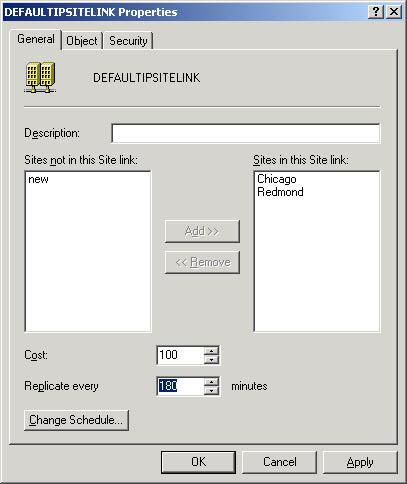 DEFAULTIPSITELINK Properties
General Object Security
DEFAULTIPSITELINK
Description:
Sites not in this Site link:
new
Add >>
<< Remove
Sites in this Site link:
Chicago
Redmond
Cost: 100
Replicate every 180 minutes
Change Schedule...
OK Cancel Apply